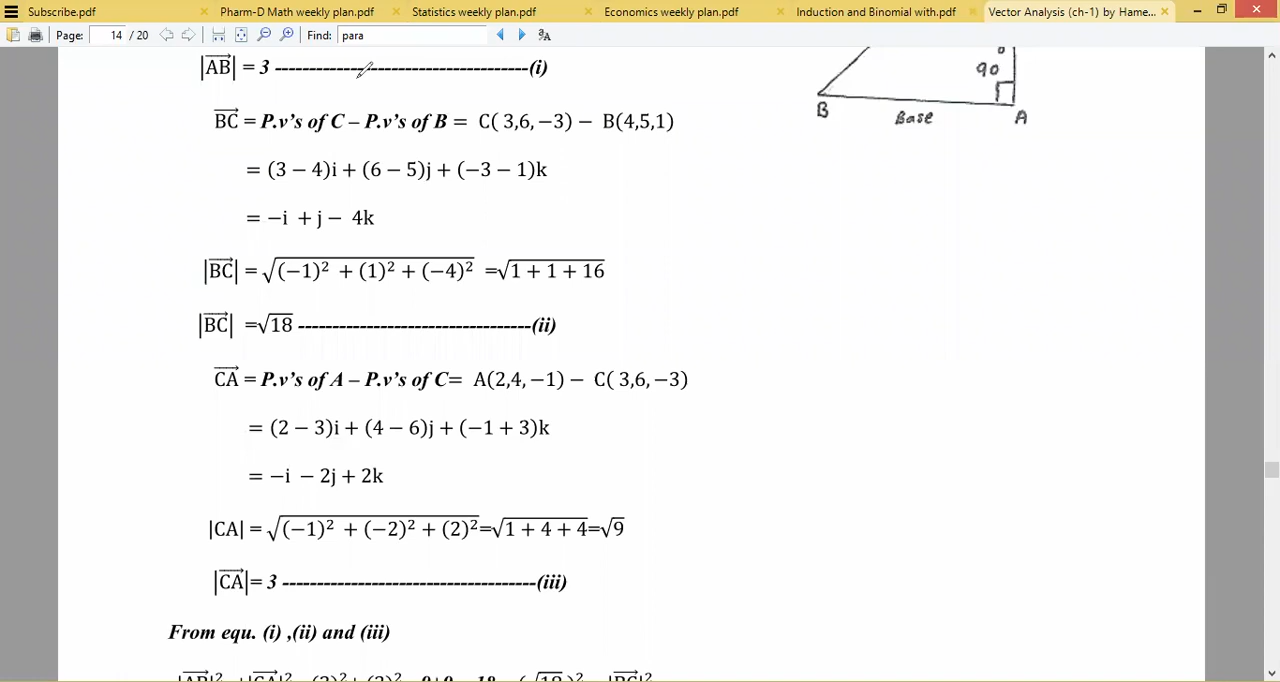 Subscribe.pdf × Pharm-D Math weekly plan.pdf × Statistics weekly plan.pdf × Economics weekly plan.pdf × Induction and Binomial with.pdf × Vector Analysis (ch-1) by Hame... ×
Page: 14 / 20 Find: para
|AB⃗| = 3 -------------------------------------(i)
90
B Base A
BC⃗ = P.v's of C – P.v's of B = C( 3,6, −3) − B(4,5,1)
= (3 − 4)i + (6 − 5)j + (−3 − 1)k
= −i + j − 4k
|BC⃗| = √((−1)² + (1)² + (−4)²) =√(1 + 1 + 16)
|BC⃗| =√18 ----------------------------------(ii)
CA⃗ = P.v's of A – P.v's of C= A(2,4, −1) − C( 3,6, −3)
= (2 − 3)i + (4 − 6)j + (−1 + 3)k
= −i − 2j + 2k
|CA| = √((−1)² + (−2)² + (2)²)=√(1 + 4 + 4)=√9
|CA⃗|= 3 -------------------------------------(iii)
From equ. (i) ,(ii) and (iii)